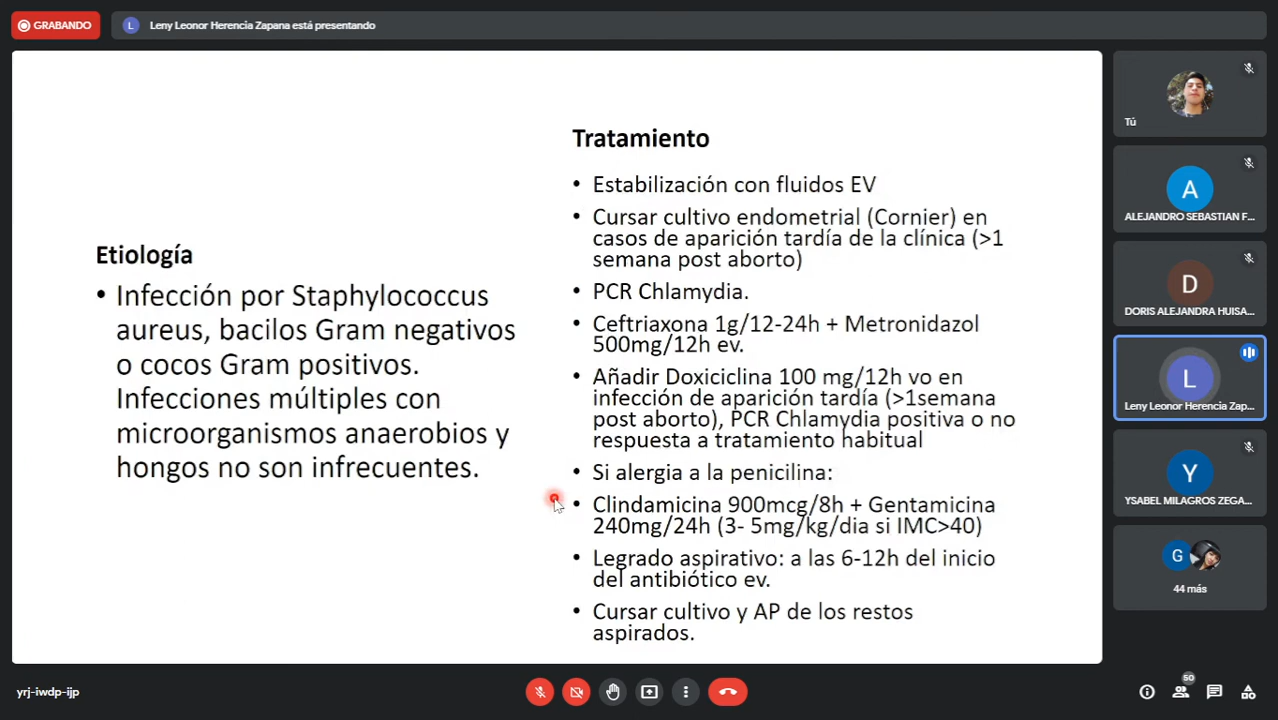 GRABANDO
L
Leny Leonor Herencia Zapana está presentando
Etiología
• Infección por Staphylococcus
aureus, bacilos Gram negativos
o cocos Gram positivos.
Infecciones múltiples con
microorganismos anaerobios y
hongos no son infrecuentes.
Tratamiento
• Estabilización con fluidos EV
• Cursar cultivo endometrial (Cornier) en
casos de aparición tardía de la clínica (>1
semana post aborto)
• PCR Chlamydia.
• Ceftriaxona 1g/12-24h + Metronidazol
500mg/12h ev.
• Añadir Doxiciclina 100 mg/12h vo en
infección de aparición tardía (>1semana
post aborto), PCR Chlamydia positiva o no
respuesta a tratamiento habitual
• Si alergia a la penicilina:
• Clindamicina 900mcg/8h + Gentamicina
240mg/24h (3- 5mg/kg/dia si IMC>40)
• Legrado aspirativo: a las 6-12h del inicio
del antibiótico ev.
• Cursar cultivo y AP de los restos
aspirados.
Tú
A
ALEJANDRO SEBASTIAN F...
D
DORIS ALEJANDRA HUISA...
L
Leny Leonor Herencia Zap...
Y
YSABEL MILAGROS ZEGA...
G
44 más
yrj-iwdp-ijp
50